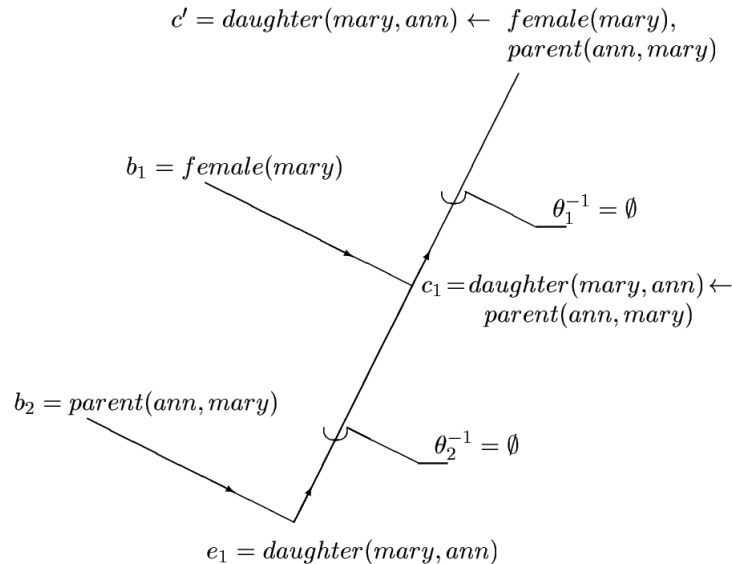 c′ = daughter(mary, ann) ← female(mary),
parent(ann, mary)
b₁ = female(mary)
θ₁⁻¹ = ∅
c₁ = daughter(mary, ann) ←
parent(ann, mary)
b₂ = parent(ann, mary)
θ₂⁻¹ = ∅
e₁ = daughter(mary, ann)